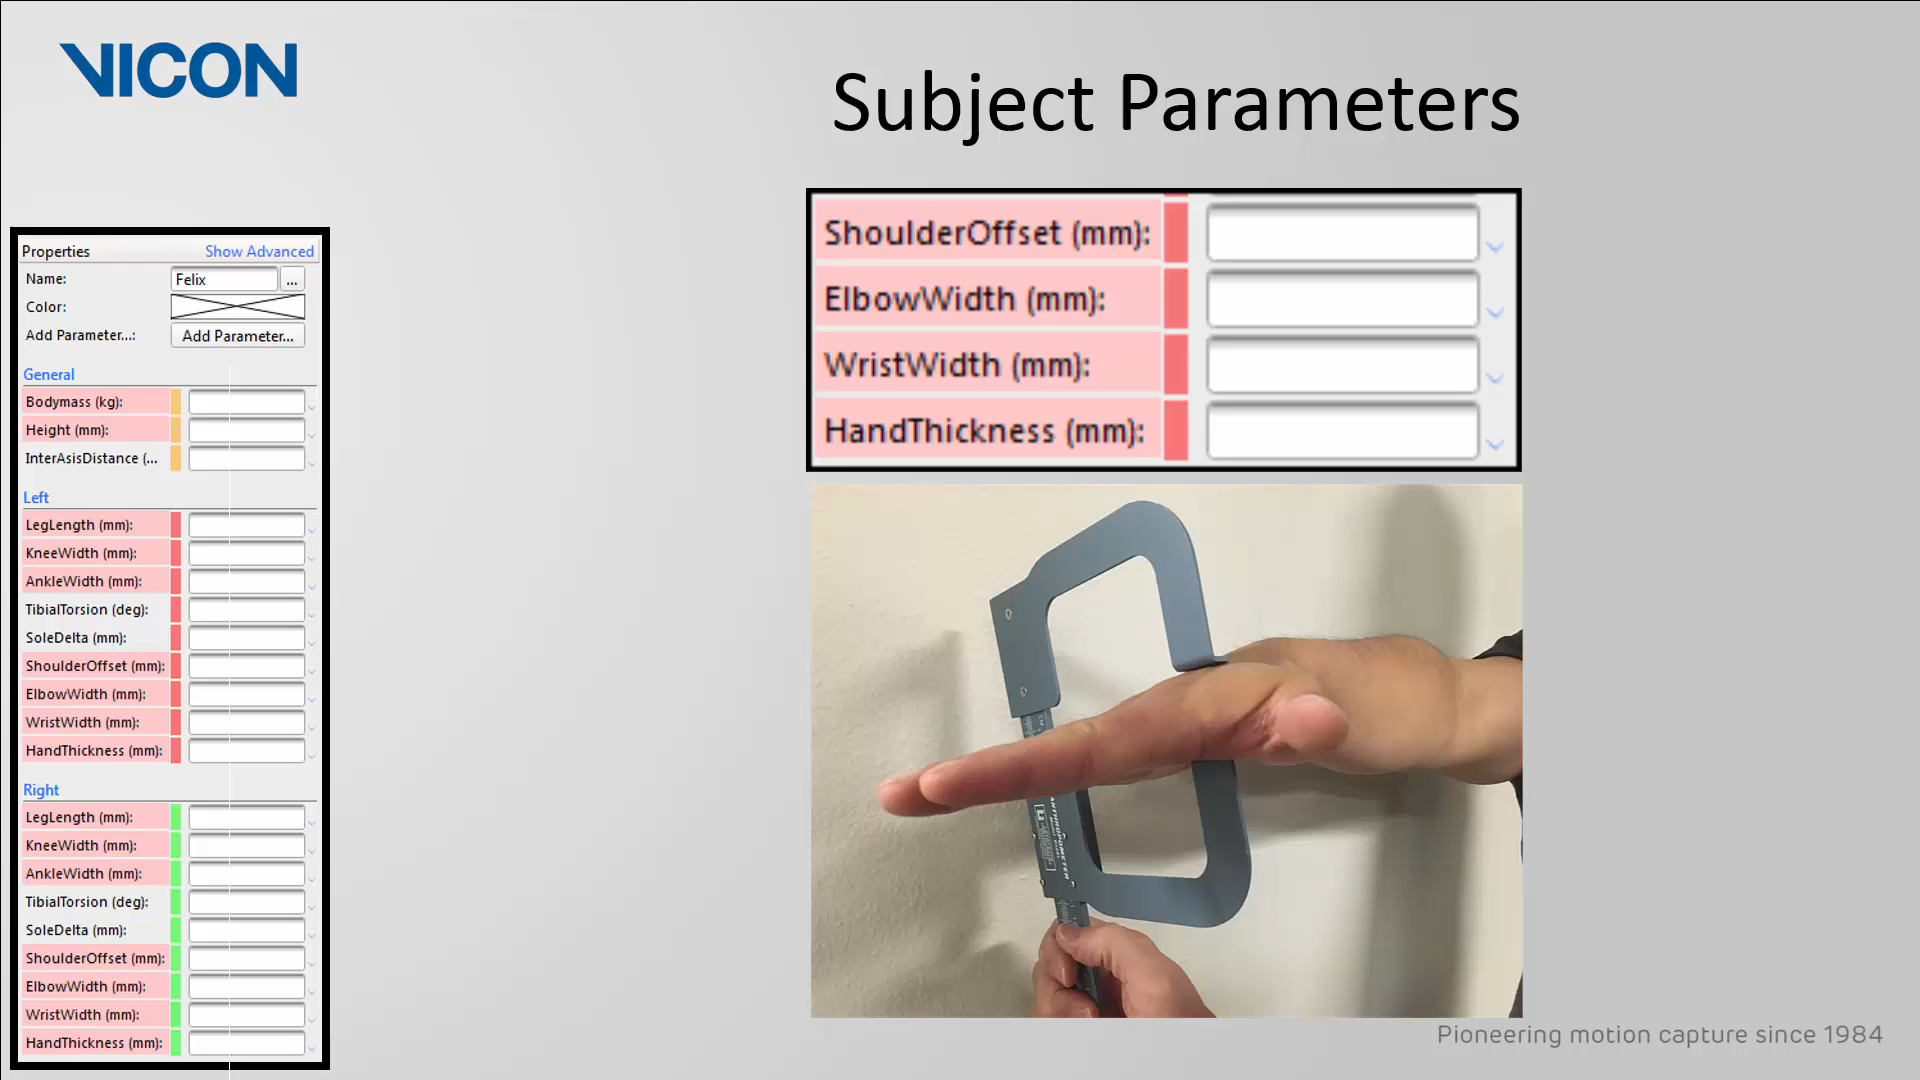 VICON
Subject Parameters
Properties Show Advanced
Name: Felix ...
Color:
Add Parameter...: Add Parameter...
General
Bodymass (kg):
Height (mm):
InterAsisDistance (...
Left
LegLength (mm):
KneeWidth (mm):
AnkleWidth (mm):
TibialTorsion (deg):
SoleDelta (mm):
ShoulderOffset (mm):
ElbowWidth (mm):
WristWidth (mm):
HandThickness (mm):
Right
LegLength (mm):
KneeWidth (mm):
AnkleWidth (mm):
TibialTorsion (deg):
SoleDelta (mm):
ShoulderOffset (mm):
ElbowWidth (mm):
WristWidth (mm):
HandThickness (mm):
ShoulderOffset (mm):
ElbowWidth (mm):
WristWidth (mm):
HandThickness (mm):
ANTHROPOMETER
Pioneering motion capture since 1984